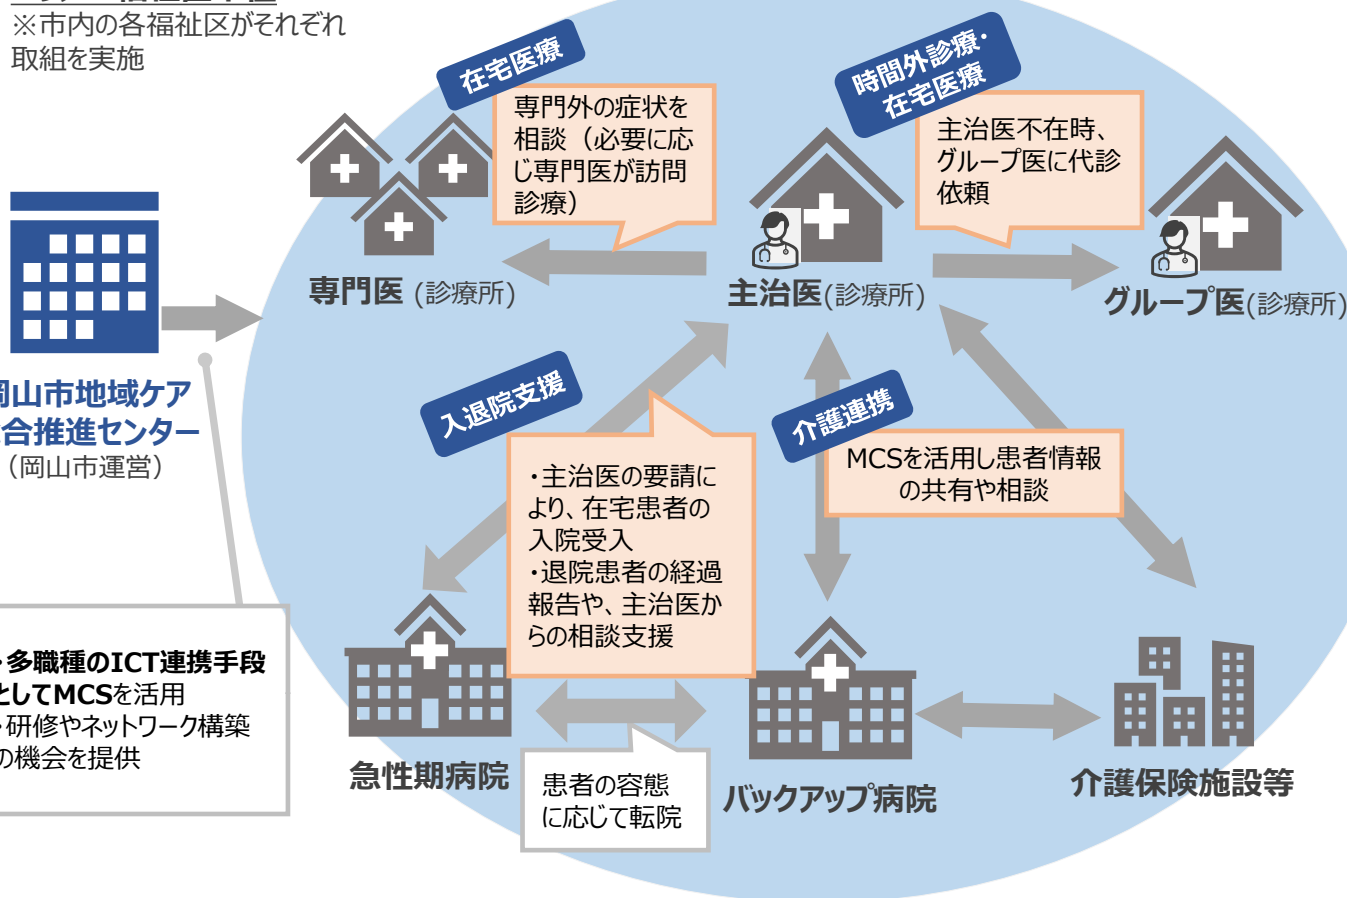 ※市内の各福祉区がそれぞれ
取組を実施
在宅医療
専門外の症状を
相談（必要に応
じ専門医が訪問
診療）
時間外診療・
在宅医療
主治医不在時、
グループ医に代診
依頼
専門医 (診療所)
主治医(診療所)
グループ医(診療所)
岡山市地域ケア
合推進センター
（岡山市運営）
入退院支援
・主治医の要請に
より、在宅患者の
入院受入
・退院患者の経過
報告や、主治医か
らの相談支援
介護連携
MCSを活用し患者情報
の共有や相談
・多職種のICT連携手段
としてMCSを活用
・研修やネットワーク構築
の機会を提供
急性期病院
患者の容態
に応じて転院
バックアップ病院
介護保険施設等